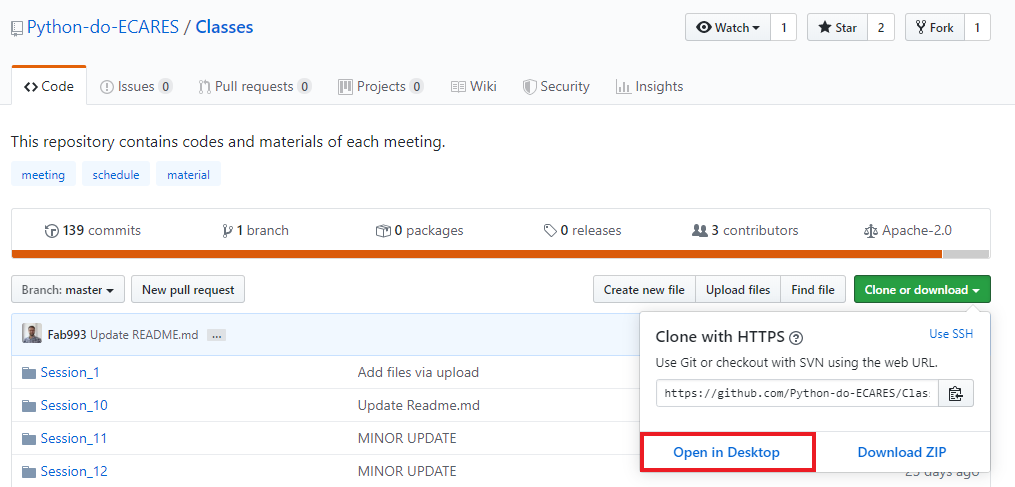 Python-do-ECARES / Classes
Watch 1 Star 2 Fork 1
Code Issues 0 Pull requests 0 Projects 0 Wiki Security Insights
This repository contains codes and materials of each meeting.
meeting schedule material
139 commits 1 branch 0 packages 0 releases 3 contributors Apache-2.0
Branch: master New pull request Create new file Upload files Find file Clone or download
Fab993 Update README.md ...
Session_1 Add files via upload
Session_10 Update Readme.md
Session_11 MINOR UPDATE
Session_12 MINOR UPDATE
Clone with HTTPS ? Use SSH
Use Git or checkout with SVN using the web URL.
https://github.com/Python-do-ECARES/Clas
Open in Desktop Download ZIP
days ago